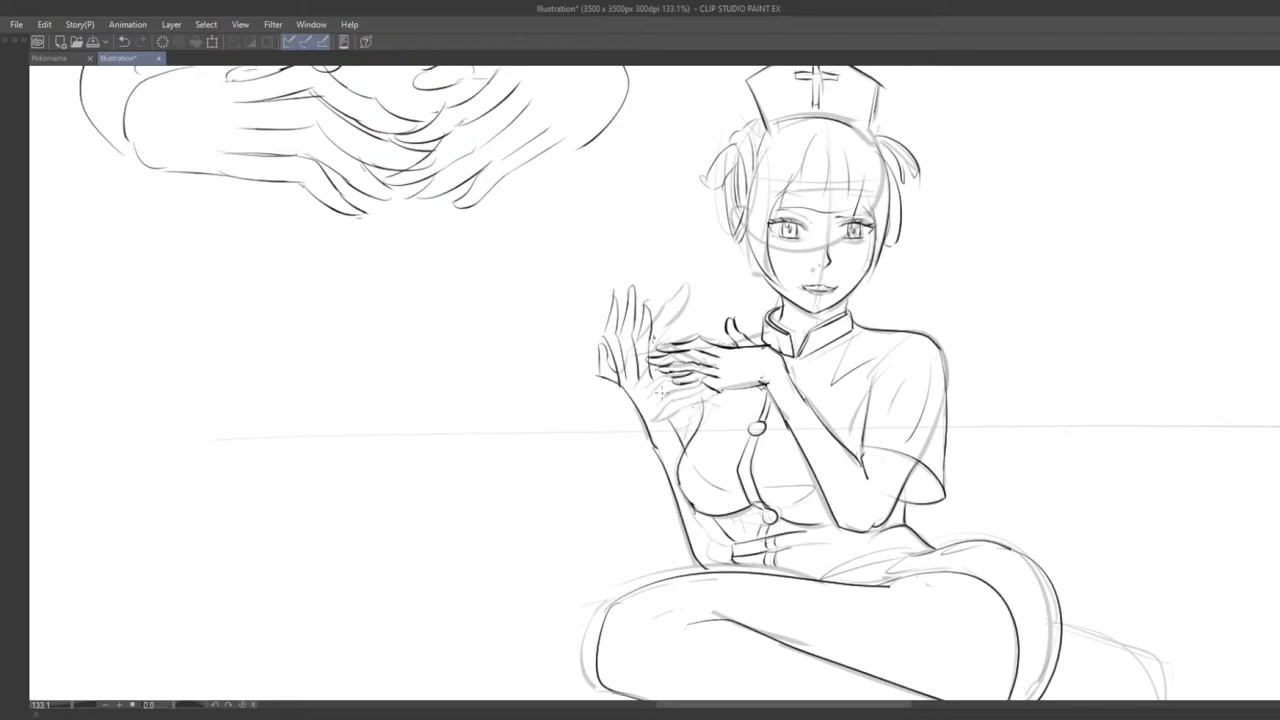 Illustration* (3500 x 3500px 300dpi 133.1%) - CLIP STUDIO PAINT EX
File Edit Story(P) Animation Layer Select View Filter Window Help
Pekomama Illustration*
133.1 0.0